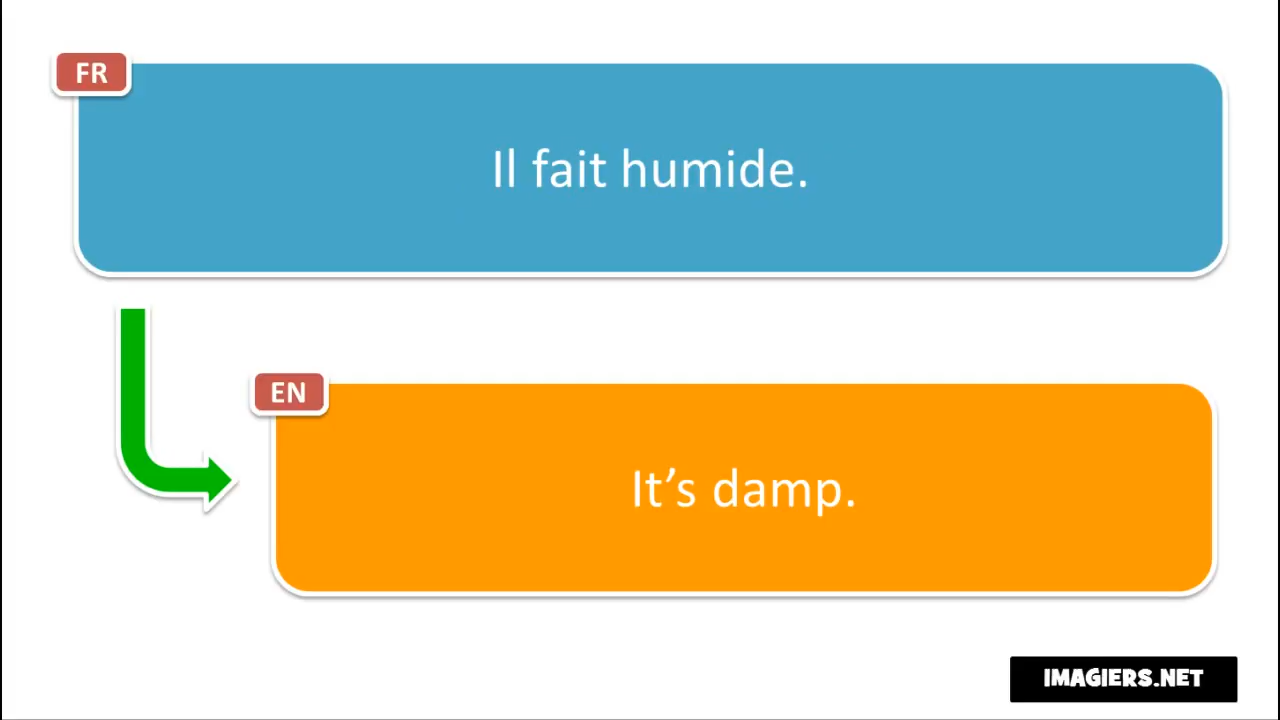 FR
Il fait humide.
EN
It’s damp.
IMAGIERS.NET